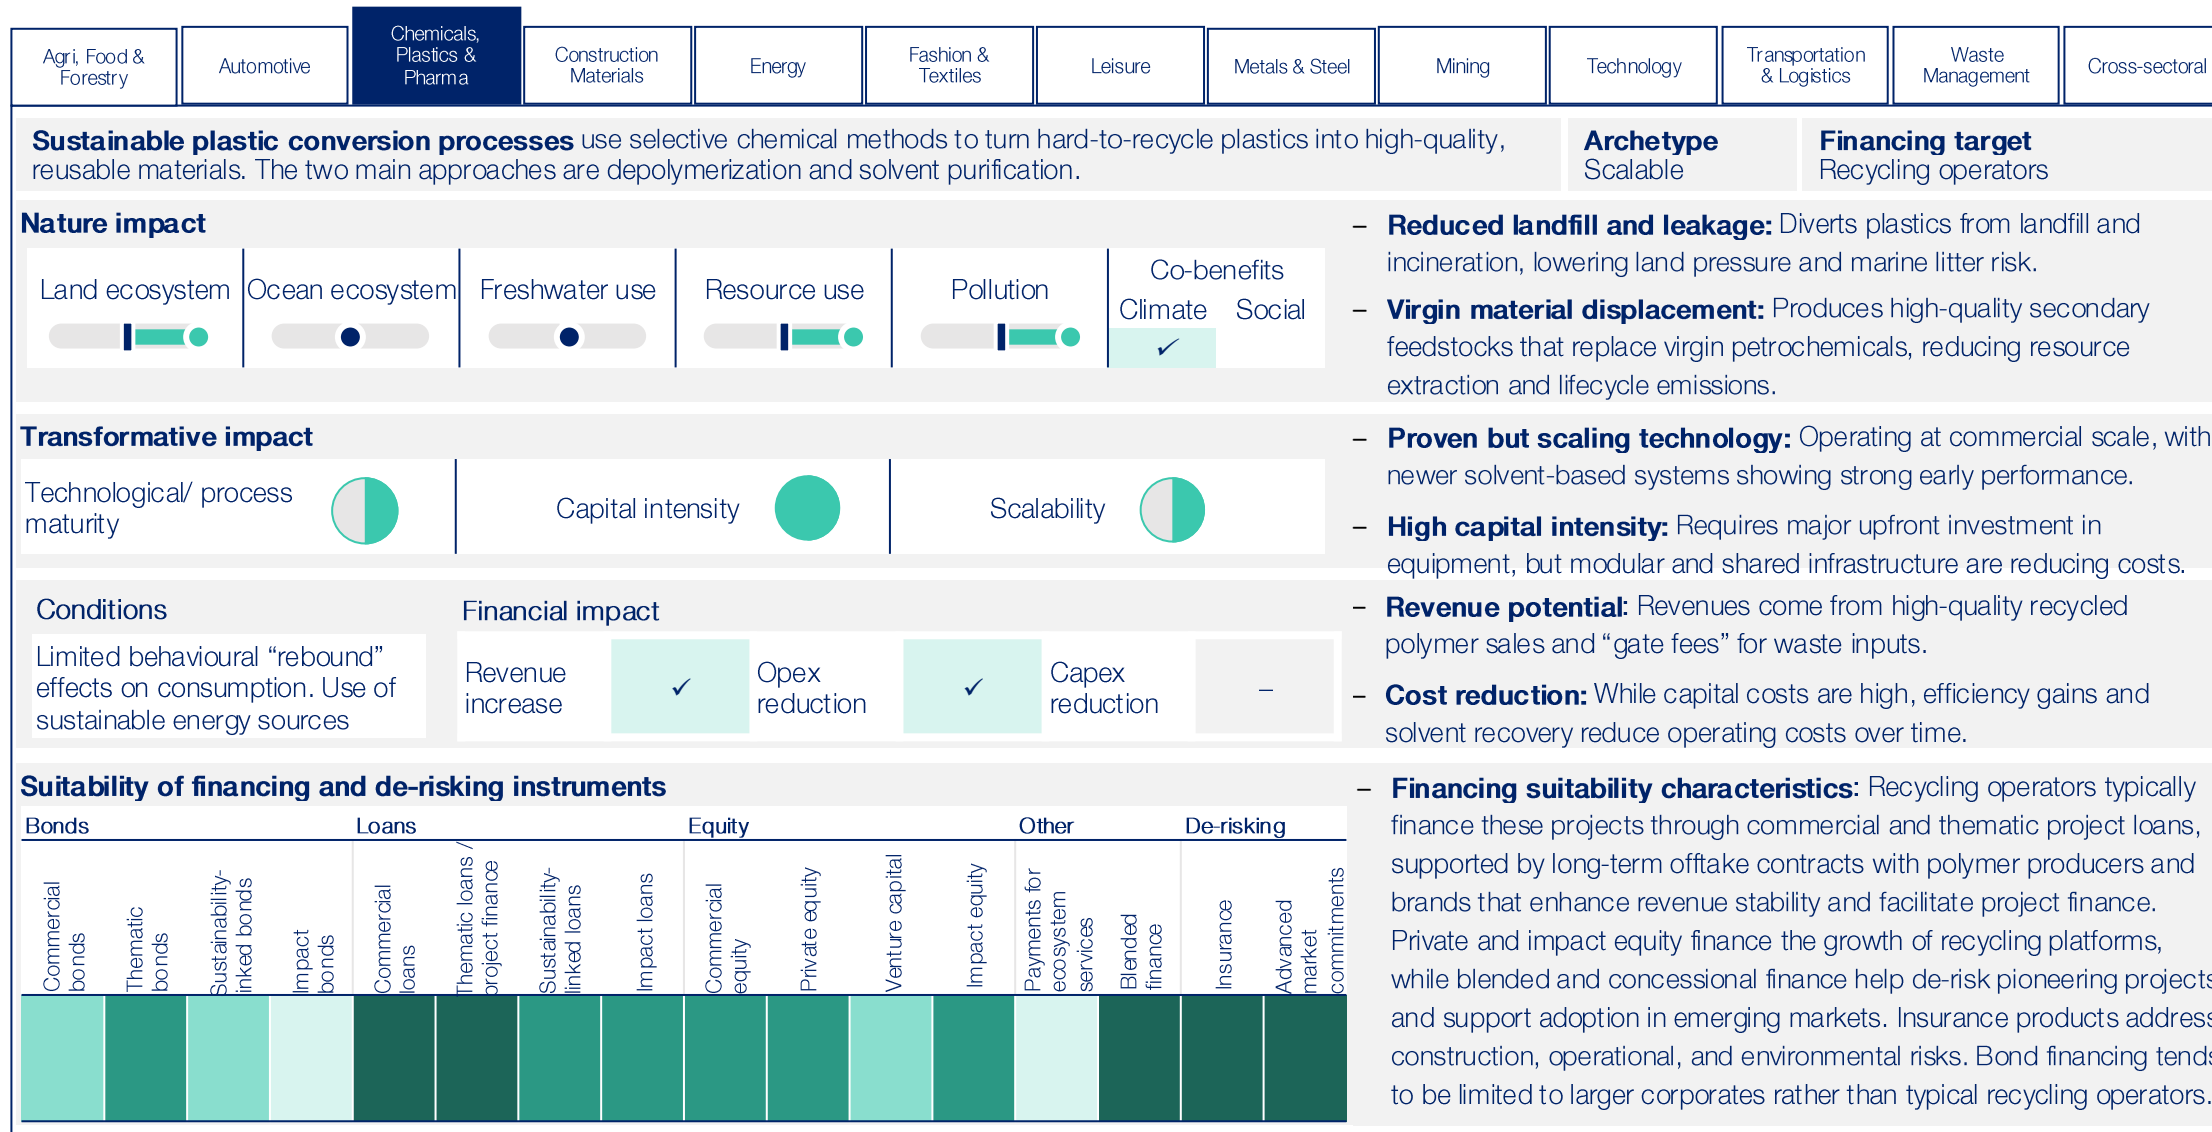 Agri, Food &
Forestry
Automotive
Chemicals,
Plastics &
Pharma
Construction
Materials
Energy
Fashion &
Textiles
Leisure
Metals & Steel
Mining
Technology
Transportation
& Logistics
Waste
Management
Cross-sectoral
Sustainable plastic conversion processes use selective chemical methods to turn hard-to-recycle plastics into high-quality,
reusable materials. The two main approaches are depolymerization and solvent purification.
Archetype
Scalable
Financing target
Recycling operators
Nature impact
Land ecosystem
Ocean ecosystem
Freshwater use
Resource use
Pollution
Co-benefits
Climate
Social
✓
– Reduced landfill and leakage: Diverts plastics from landfill and
incineration, lowering land pressure and marine litter risk.
– Virgin material displacement: Produces high-quality secondary
feedstocks that replace virgin petrochemicals, reducing resource
extraction and lifecycle emissions.
Transformative impact
Technological/ process
maturity
Capital intensity
Scalability
– Proven but scaling technology: Operating at commercial scale, with
newer solvent-based systems showing strong early performance.
– High capital intensity: Requires major upfront investment in
equipment, but modular and shared infrastructure are reducing costs.
Conditions
Limited behavioural “rebound”
effects on consumption. Use of
sustainable energy sources
Financial impact
Revenue
increase
✓
Opex
reduction
✓
Capex
reduction
–
– Revenue potential: Revenues come from high-quality recycled
polymer sales and “gate fees” for waste inputs.
– Cost reduction: While capital costs are high, efficiency gains and
solvent recovery reduce operating costs over time.
Suitability of financing and de-risking instruments
Bonds
Loans
Equity
Other
De-risking
Commercial
bonds
Thematic
bonds
Sustainability-
linked bonds
Impact
bonds
Commercial
loans
Thematic loans /
project finance
Sustainability-
linked loans
Impact loans
Commercial
equity
Private equity
Venture capital
Impact equity
Payments for
ecosystem
services
Blended
finance
Insurance
Advanced
market
commitments
– Financing suitability characteristics: Recycling operators typically
finance these projects through commercial and thematic project loans,
supported by long-term offtake contracts with polymer producers and
brands that enhance revenue stability and facilitate project finance.
Private and impact equity finance the growth of recycling platforms,
while blended and concessional finance help de-risk pioneering projects
and support adoption in emerging markets. Insurance products address
construction, operational, and environmental risks. Bond financing tends
to be limited to larger corporates rather than typical recycling operators.